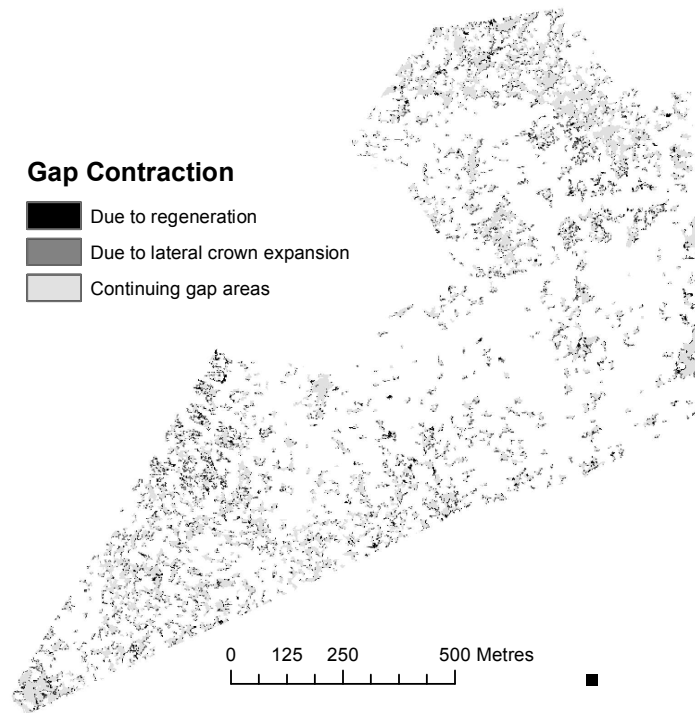 Gap Contraction
Due to regeneration
Due to lateral crown expansion
Continuing gap areas
0 125 250 500 Metres